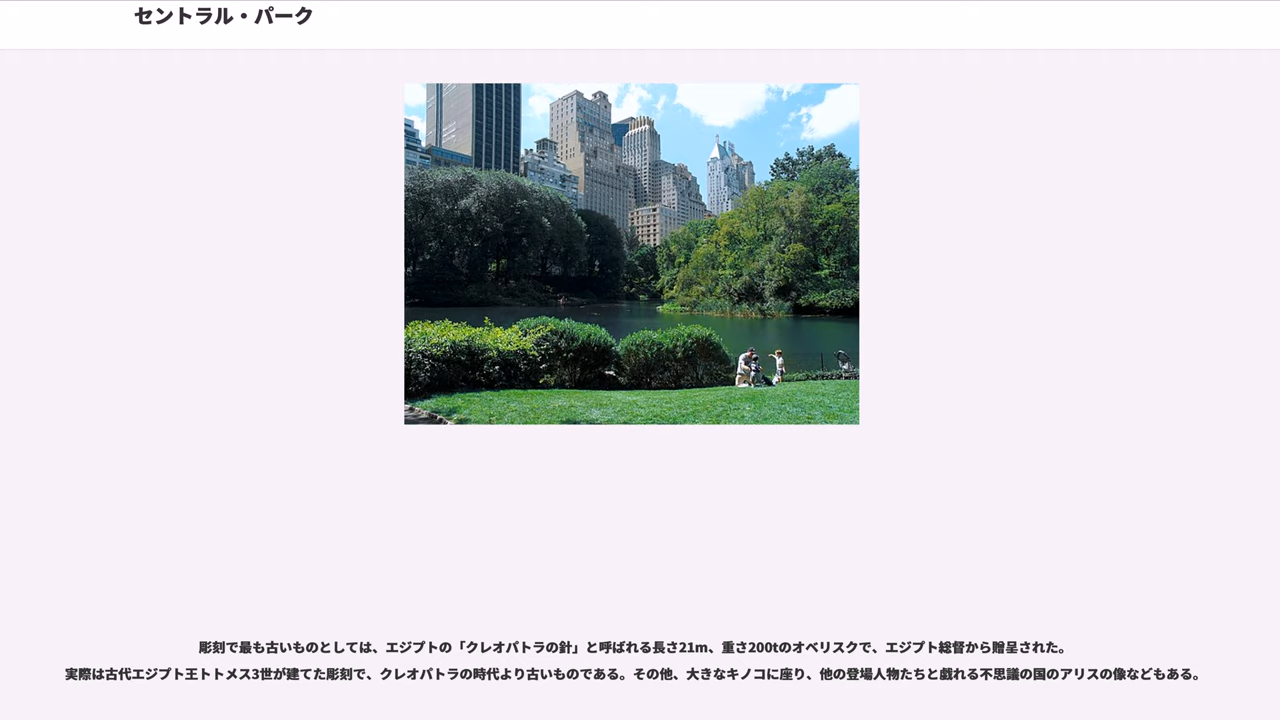 セントラル・パーク
彫刻で最も古いものとしては、エジプトの「クレオパトラの針」と呼ばれる長さ21m、重さ200tのオベリスクで、エジプト総督から贈呈された。
実際は古代エジプト王トトメス3世が建てた彫刻で、クレオパトラの時代より古いものである。その他、大きなキノコに座り、他の登場人物たちと戯れる不思議の国のアリスの像などもある。